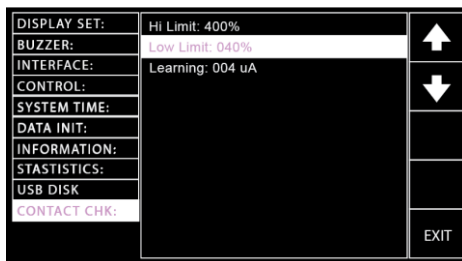 DISPLAY SET:
BUZZER:
INTERFACE:
CONTROL:
SYSTEM TIME:
DATA INIT:
INFORMATION:
STASTISTICS:
USB DISK
CONTACT CHK:
Hi Limit: 400%
Low Limit: 040%
Learning: 004 uA
EXIT